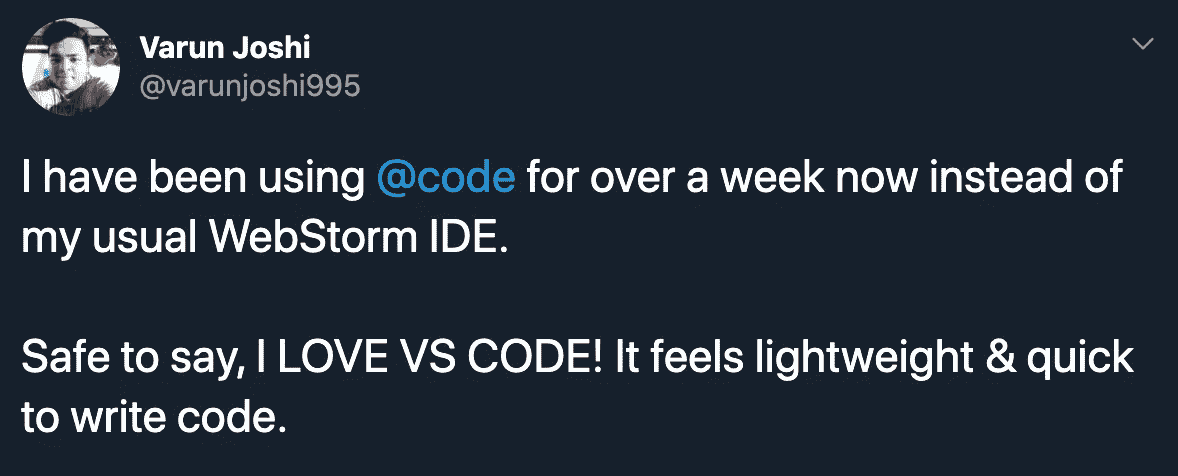 Varun Joshi
@varunjoshi995
I have been using @code for over a week now instead of
my usual WebStorm IDE.
Safe to say, I LOVE VS CODE! It feels lightweight & quick
to write code.